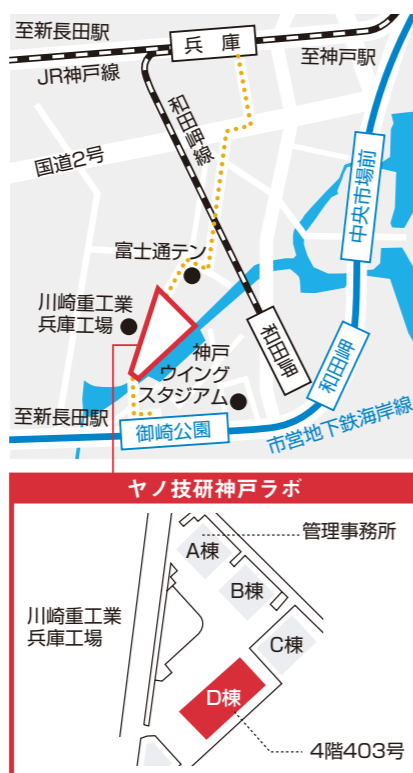 至新長田駅
兵庫
至神戸駅
JR神戸線
和田岬線
国道2号
中央市場前
富士通テン
川崎重工業
兵庫工場
神戸
ウイング
スタジアム
和田岬
和田岬
至新長田駅
御崎公園
市営地下鉄海岸線
ヤノ技研神戸ラボ
管理事務所
A棟
B棟
川崎重工業
兵庫工場
C棟
D棟
4階403号